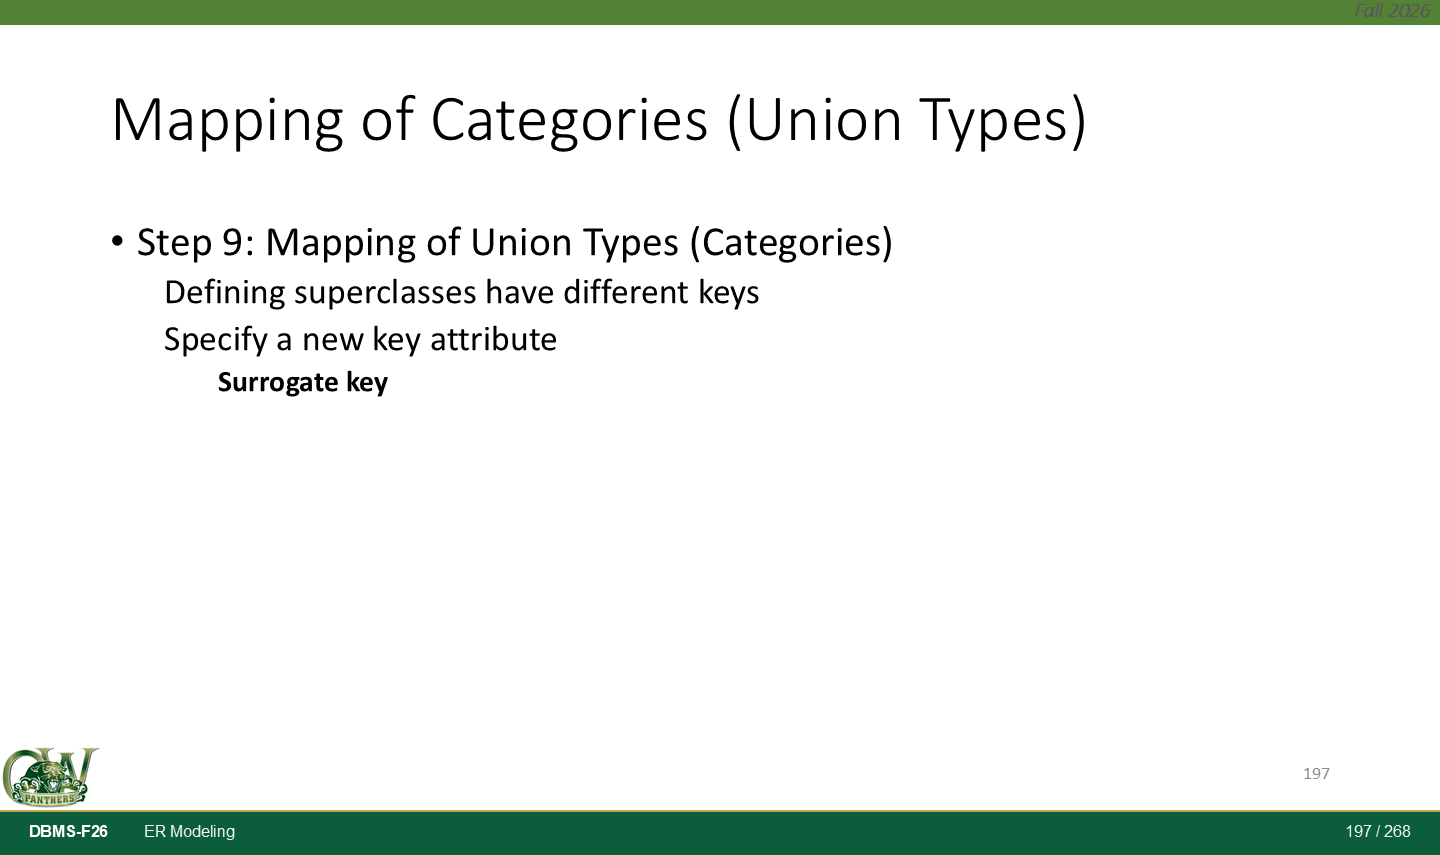 Fall 2026
Mapping of Categories (Union Types)
• Step 9: Mapping of Union Types (Categories)
Defining superclasses have different keys
Specify a new key attribute
Surrogate key
OW
PANTHERS
197
DBMS-F26 ER Modeling 197 / 268